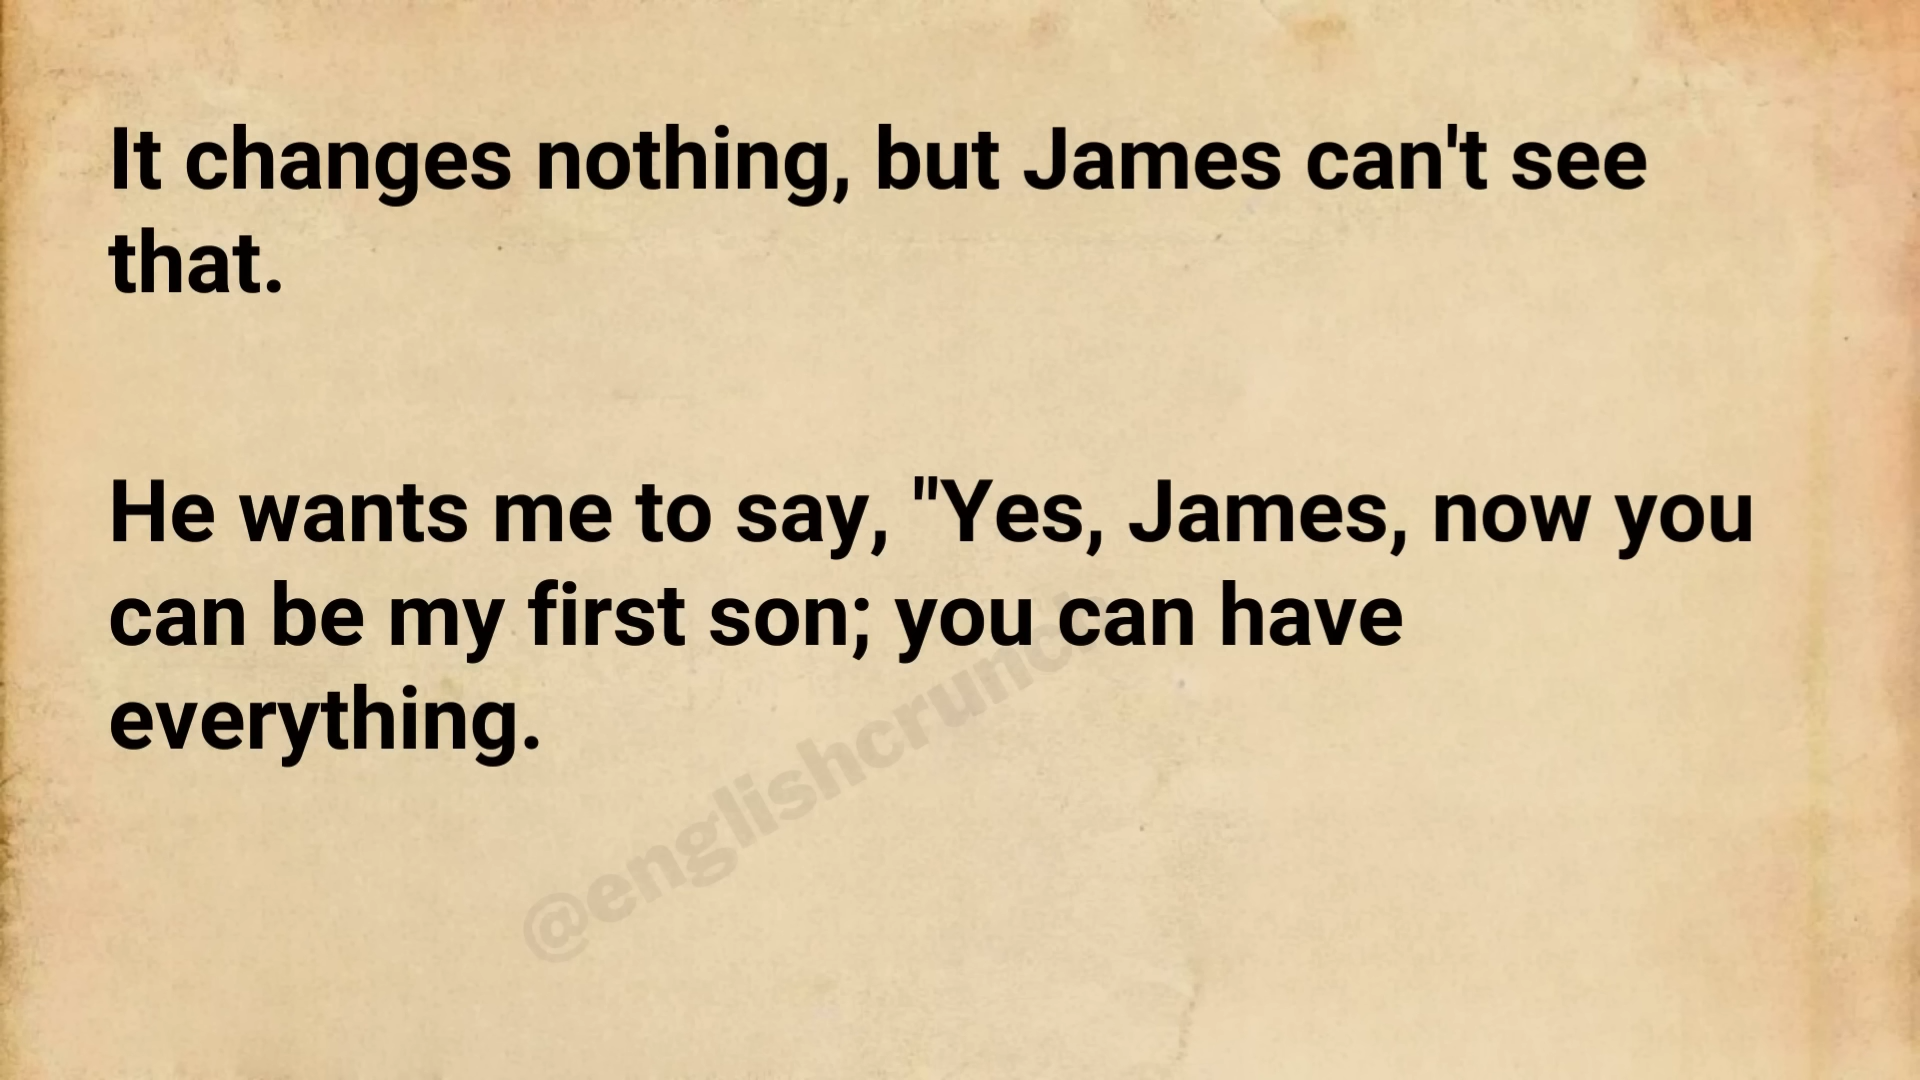 It changes nothing, but James can't see
that.
He wants me to say, "Yes, James, now you
can be my first son; you can have
everything.